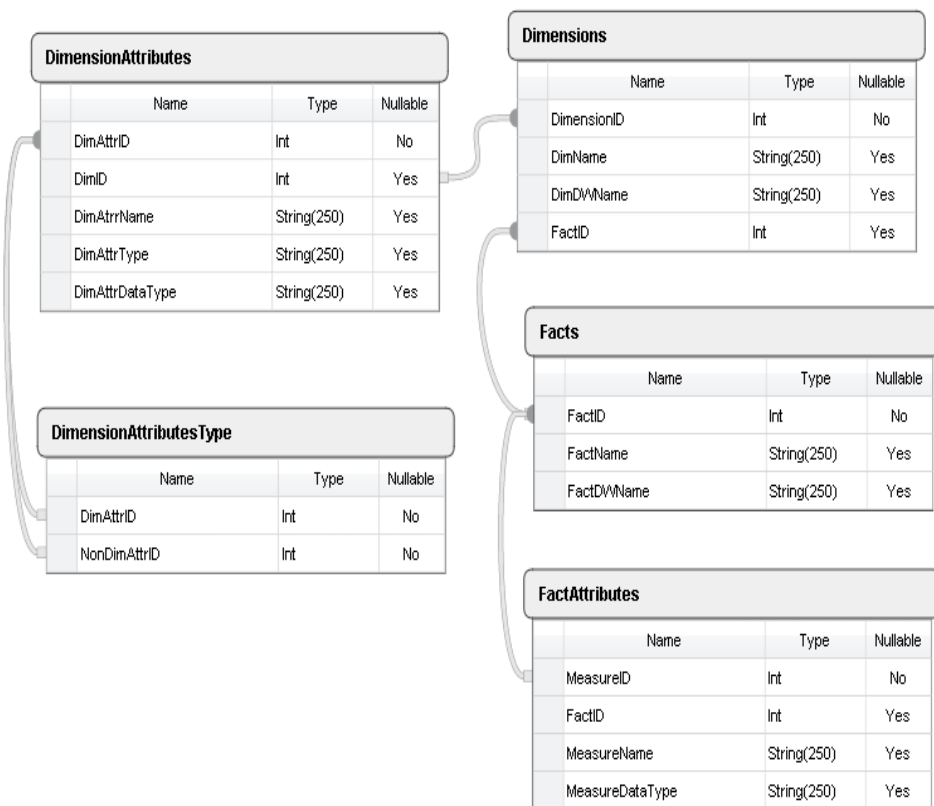 DimensionAttributes
Name Type Nullable
DimAttrID Int No
DimID Int Yes
DimAtrrName String(250) Yes
DimAttrType String(250) Yes
DimAttrDataType String(250) Yes
DimensionAttributesType
Name Type Nullable
DimAttrID Int No
NonDimAttrID Int No
Dimensions
Name Type Nullable
DimensionID Int No
DimName String(250) Yes
DimDWName String(250) Yes
FactID Int Yes
Facts
Name Type Nullable
FactID Int No
FactName String(250) Yes
FactDWName String(250) Yes
FactAttributes
Name Type Nullable
MeasureID Int No
FactID Int Yes
MeasureName String(250) Yes
MeasureDataType String(250) Yes